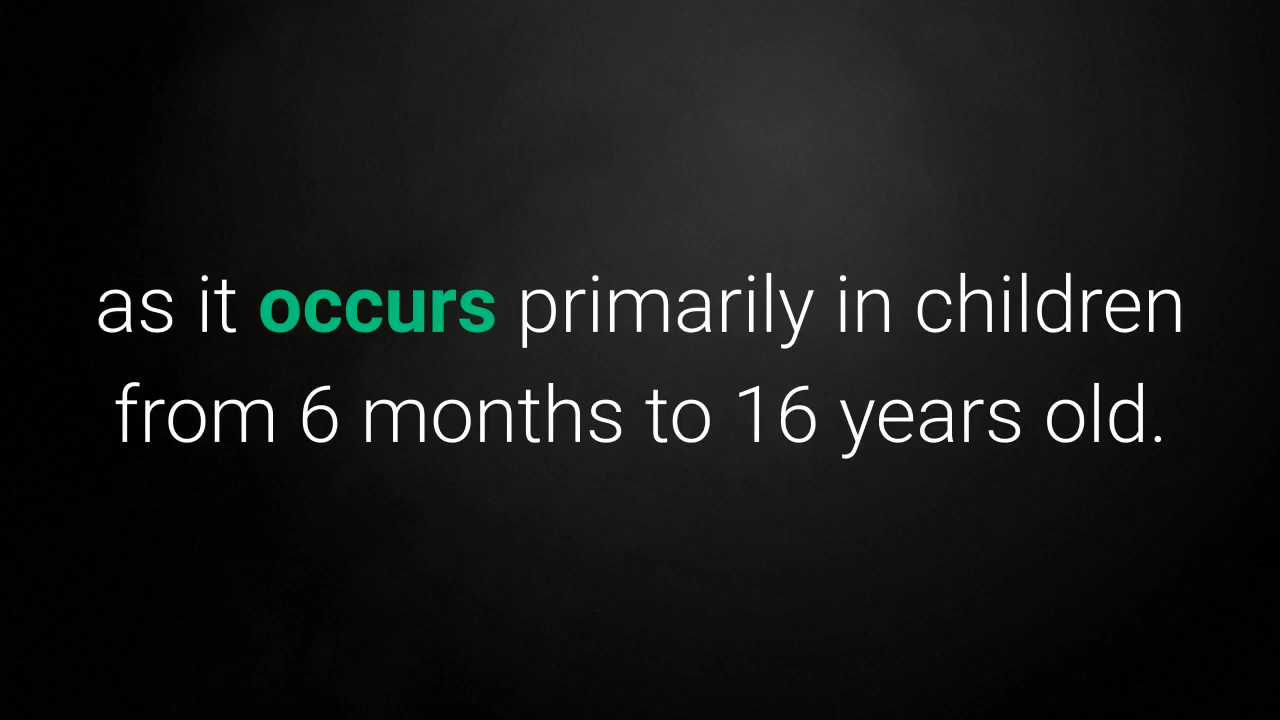 as it occurs primarily in children
from 6 months to 16 years old.